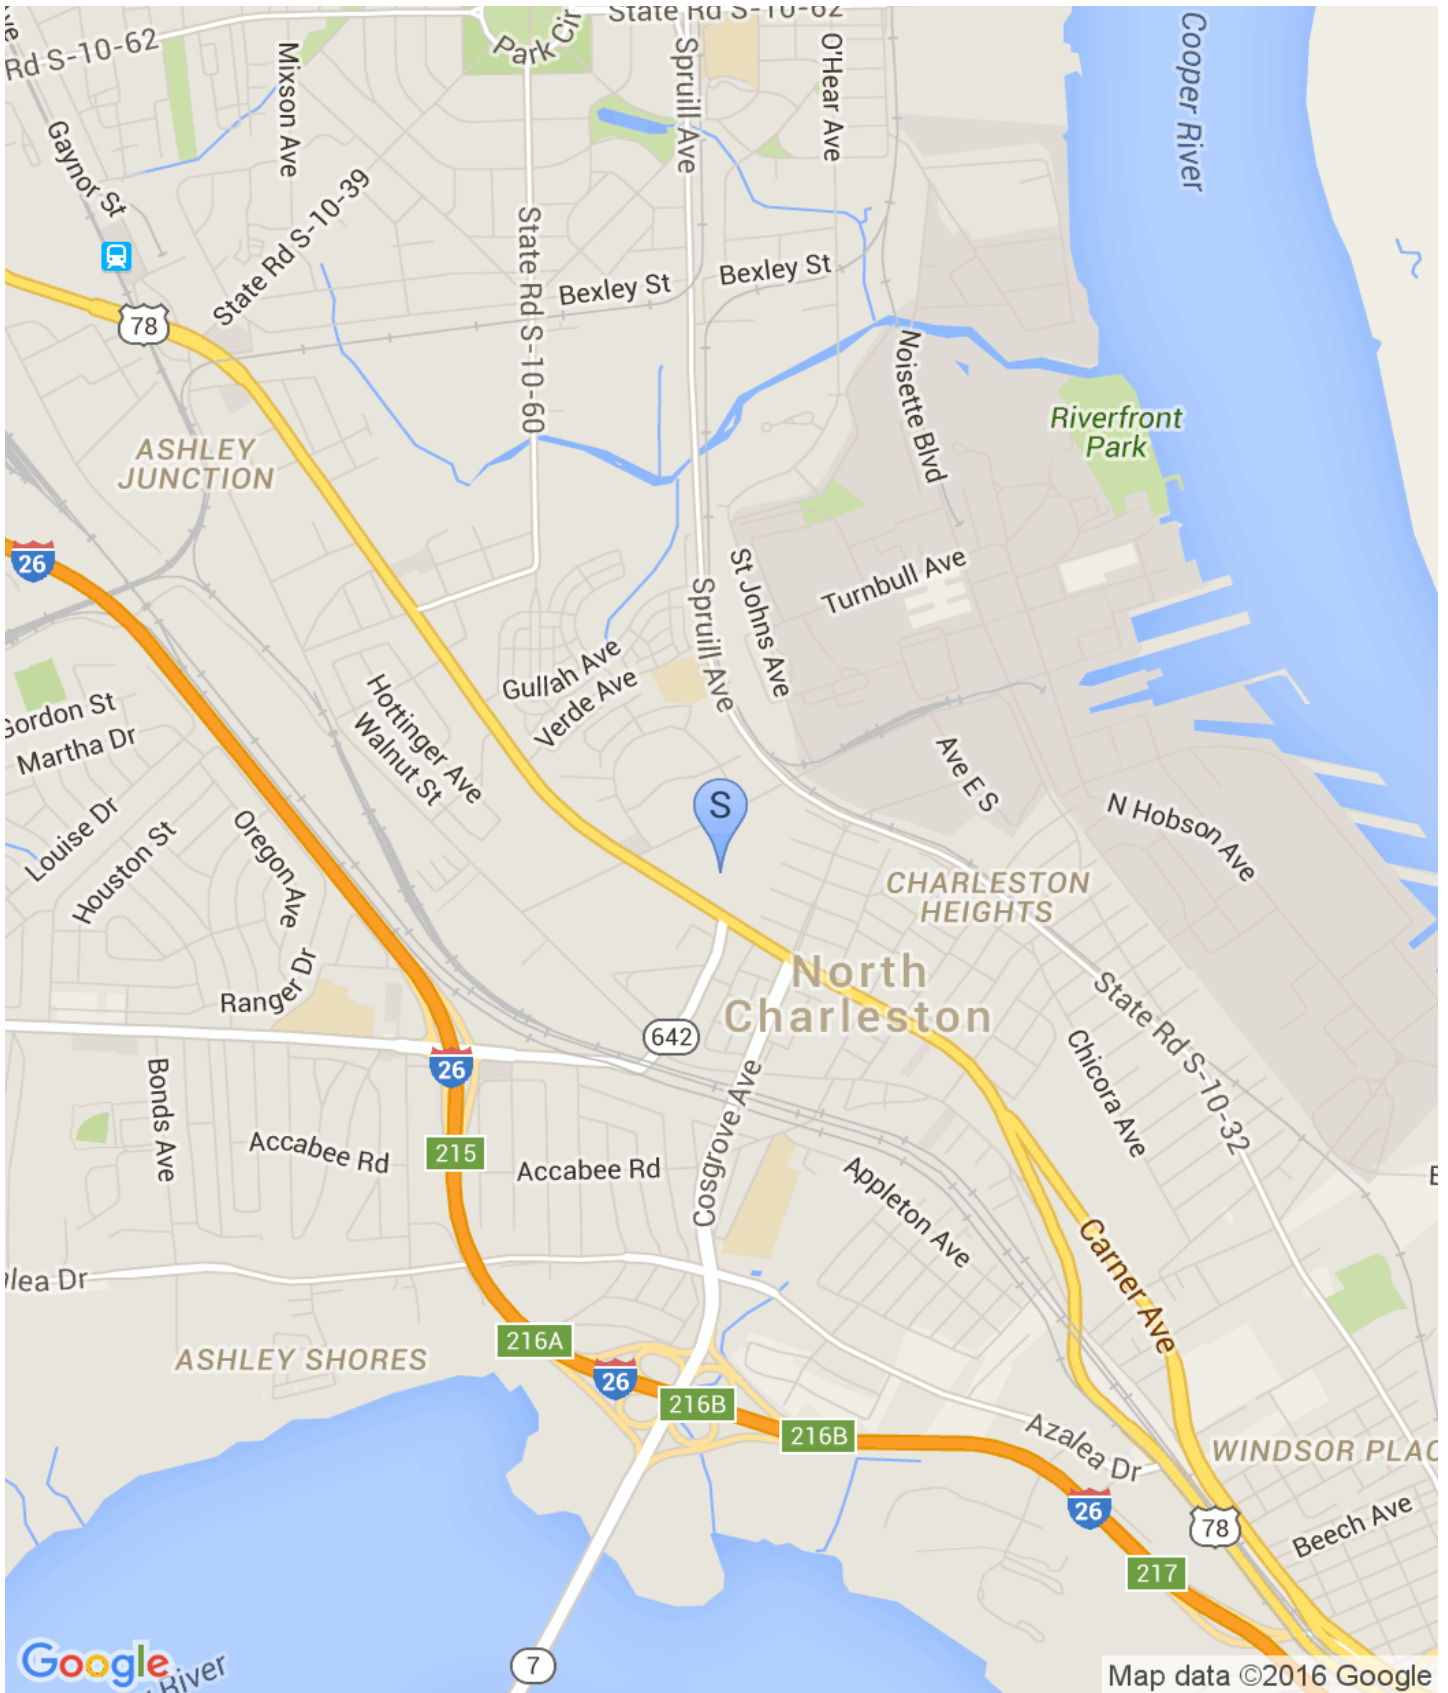 State Rd S-10-62
Rd S-10-62
Park Cir
Mixson Ave
Spruill Ave
O'Hear Ave
Cooper River
Gaynor St
State Rd S-10-39
State Rd S-10-60
Bexley St
Bexley St
78
Noisette Blvd
Riverfront
Park
ASHLEY
JUNCTION
26
St Johns Ave
Turnbull Ave
Spruill Ave
Gullah Ave
Verde Ave
Hottinger Ave
Walnut St
Gordon St
Martha Dr
Louise Dr
Houston St
Oregon Ave
S
Ave E S
N Hobson Ave
CHARLESTON
HEIGHTS
Ranger Dr
North
Charleston
State Rd S-10-32
642
26
Chicora Ave
Bonds Ave
Cosgrove Ave
Accabee Rd
215
Accabee Rd
Appleton Ave
Carner Ave
lea Dr
216A
ASHLEY SHORES
26
216B
216B
Azalea Dr
WINDSOR PLAC
26
78
Beech Ave
217
7
Google
River
Map data ©2016 Google